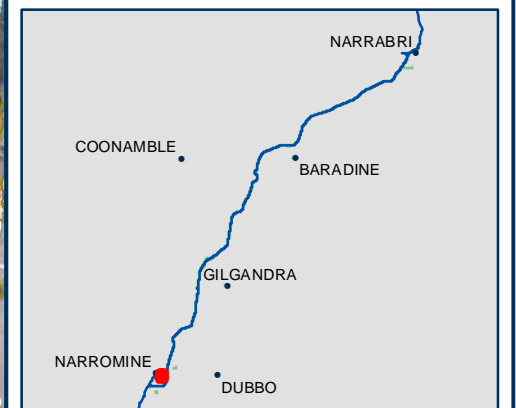 NARRABRI
COONAMBLE
BARADINE
GILGANDRA
NARROMINE
DUBBO